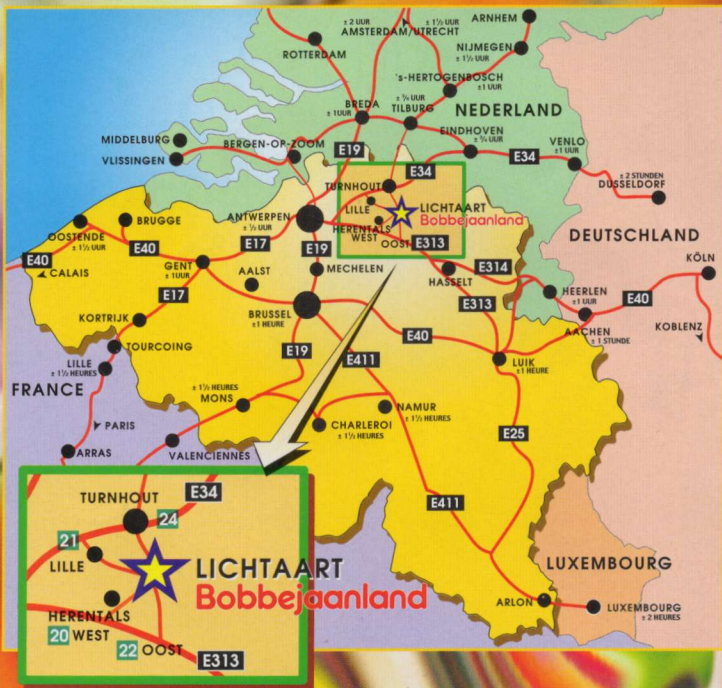 ± 2 UUR
± 1½ UUR
AMSTERDAM/UTRECHT
ARNHEM
ROTTERDAM
NIJMEGEN
± 1½ UUR
's-HERTOGENBOSCH
±1 UUR
± ¾ UUR
BREDA
± 1UUR
TILBURG
NEDERLAND
MIDDELBURG
BERGEN-OP-ZOOM
EINDHOVEN
± ¾ UUR
VENLO
±1 UUR
VLISSINGEN
E19
E34
E34
± 2 STUNDEN
DUSSELDORF
TURNHOUT
LILLE
LICHTAART
Bobbejaanland
BRUGGE
ANTWERPEN
± ½ UUR
HERENTALS
WEST
OOST
E313
OOSTENDE
± 1½ UUR
E40
E17
E19
DEUTSCHLAND
E40
CALAIS
GENT
± 1UUR
AALST
MECHELEN
E314
HASSELT
KÖLN
E17
E313
HEERLEN
±1 UUR
E40
KORTRIJK
BRUSSEL
±1 HEURE
KOBLENZ
TOURCOING
E40
AACHEN
± 1 STUNDE
LILLE
± 1½ HEURES
E19
E411
LUIK
±1 HEURE
FRANCE
± 1½ HEURES
MONS
NAMUR
± 1½ HEURES
PARIS
CHARLEROI
± 1½ HEURES
E25
ARRAS
VALENCIENNES
TURNHOUT
E34
24
E411
21
LILLE
LICHTAART
Bobbejaanland
LUXEMBOURG
HERENTALS
20 WEST
22 OOST
E313
ARLON
LUXEMBOURG
± 2 HEURES